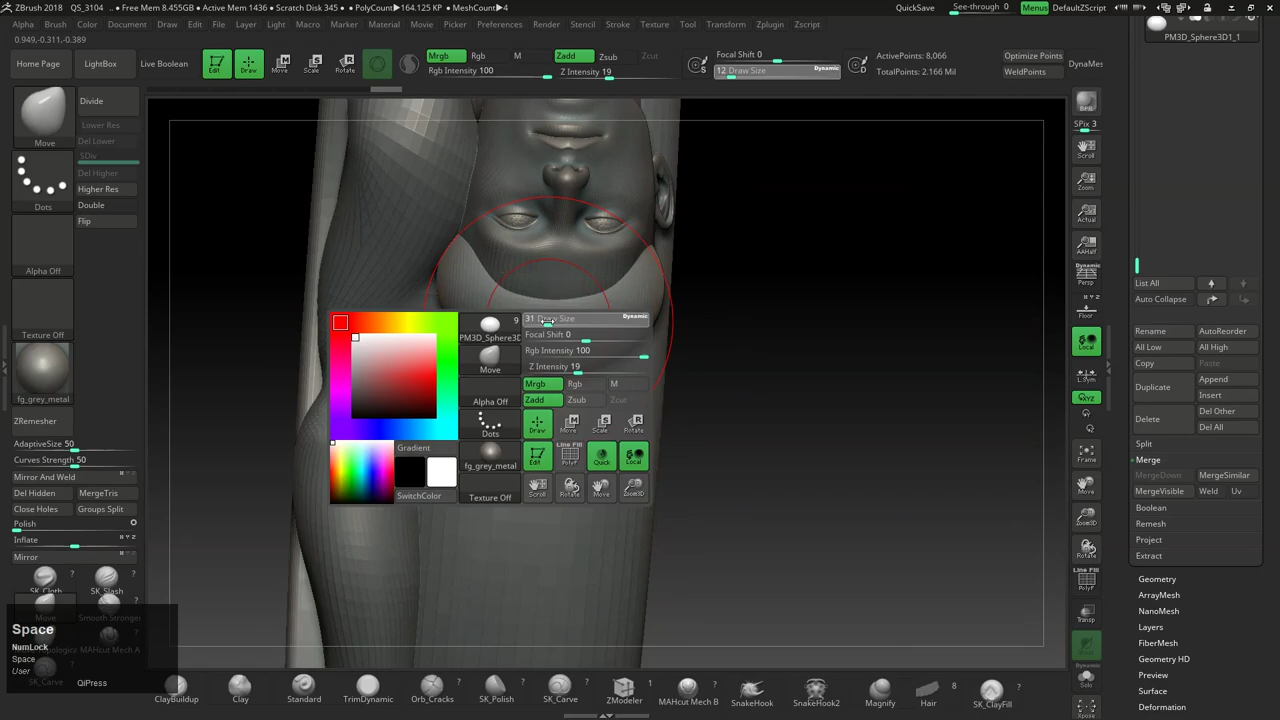 ZBrush 2018 QS_3104 .. • Free Mem 8.455GB • Active Mem 1436 • Scratch Disk 345 • PolyCount▸164.125 KP • MeshCount▸4
QuickSave See-through 0 Menus DefaultZScript
Alpha Brush Color Document Draw Edit File Layer Light Macro Marker Material Movie Picker Preferences Render Stencil Stroke Texture Tool Transform Zplugin Zscript
0.949,-0.311,-0.389
PM3D_Sphere3D1_1
Home Page LightBox Live Boolean
Edit Draw Move Scale Rotate
Mrgb Rgb M
Rgb Intensity 100
Zadd Zsub Zcut
Z Intensity 19
Focal Shift 0
12 Draw Size Dynamic
ActivePoints: 8,066
TotalPoints: 2.166 Mil
Optimize Points
WeldPoints
DynaMes
Move
Divide
Lower Res
Del Lower
SDiv
Del Higher
Higher Res
Double
Flip
Dots
Alpha Off
Texture Off
fg_grey_metal
ZRemesher
AdaptiveSize 50
Curves Strength 50
Mirror And Weld
Del Hidden MergeTris
Close Holes Groups Split
Polish
Inflate
Mirror
SK_Cloth SK_Slash
Move Smooth Stronger
MAHcut Mech A
SK_Carve
Space
NumLock
Space
User
QiPress
9
PM3D_Sphere3D
Move
Alpha Off
Dots
fg_grey_metal
Texture Off
Gradient
SwitchColor
31 Draw Size Dynamic
Focal Shift 0
Rgb Intensity 100
Z Intensity 19
Mrgb Rgb M
Zadd Zsub Zcut
Draw Move Scale Rotate
Line Fill
Edit PolyF Quick Local
Scroll Rotate Move Zoom3D
BPR
SPix 3
Scroll
Zoom
Actual
AAHalf
Dynamic
Persp
Floor
Local
L.Sym
XYZ
Frame
Move
Zoom3D
Rotate
Line Fill
PolyF
Transp
Dynamic
Solo
Xpose
List All
Auto Collapse
Rename AutoReorder
All Low All High
Copy Paste
Duplicate Append
Insert
Delete Del Other
Del All
Split
Merge
MergeDown MergeSimilar
MergeVisible Weld Uv
Boolean
Remesh
Project
Extract
Geometry
ArrayMesh
NanoMesh
Layers
FiberMesh
Geometry HD
Preview
Surface
Deformation
ClayBuildup Clay Standard TrimDynamic Orb_Cracks SK_Polish SK_Carve ZModeler MAHcut Mech B SnakeHook SnakeHook2 Magnify Hair SK_ClayFill